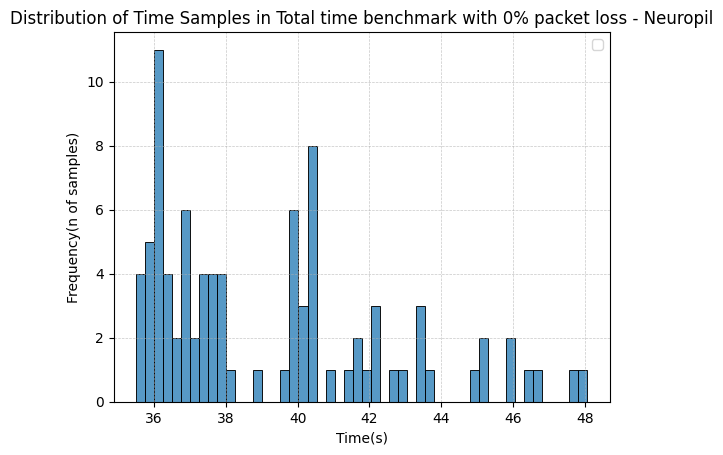 Distribution of Time Samples in Total time benchmark with 0% packet loss - Neuropil
10
8
6
4
2
0
Frequency(n of samples)
36 38 40 42 44 46 48
Time(s)